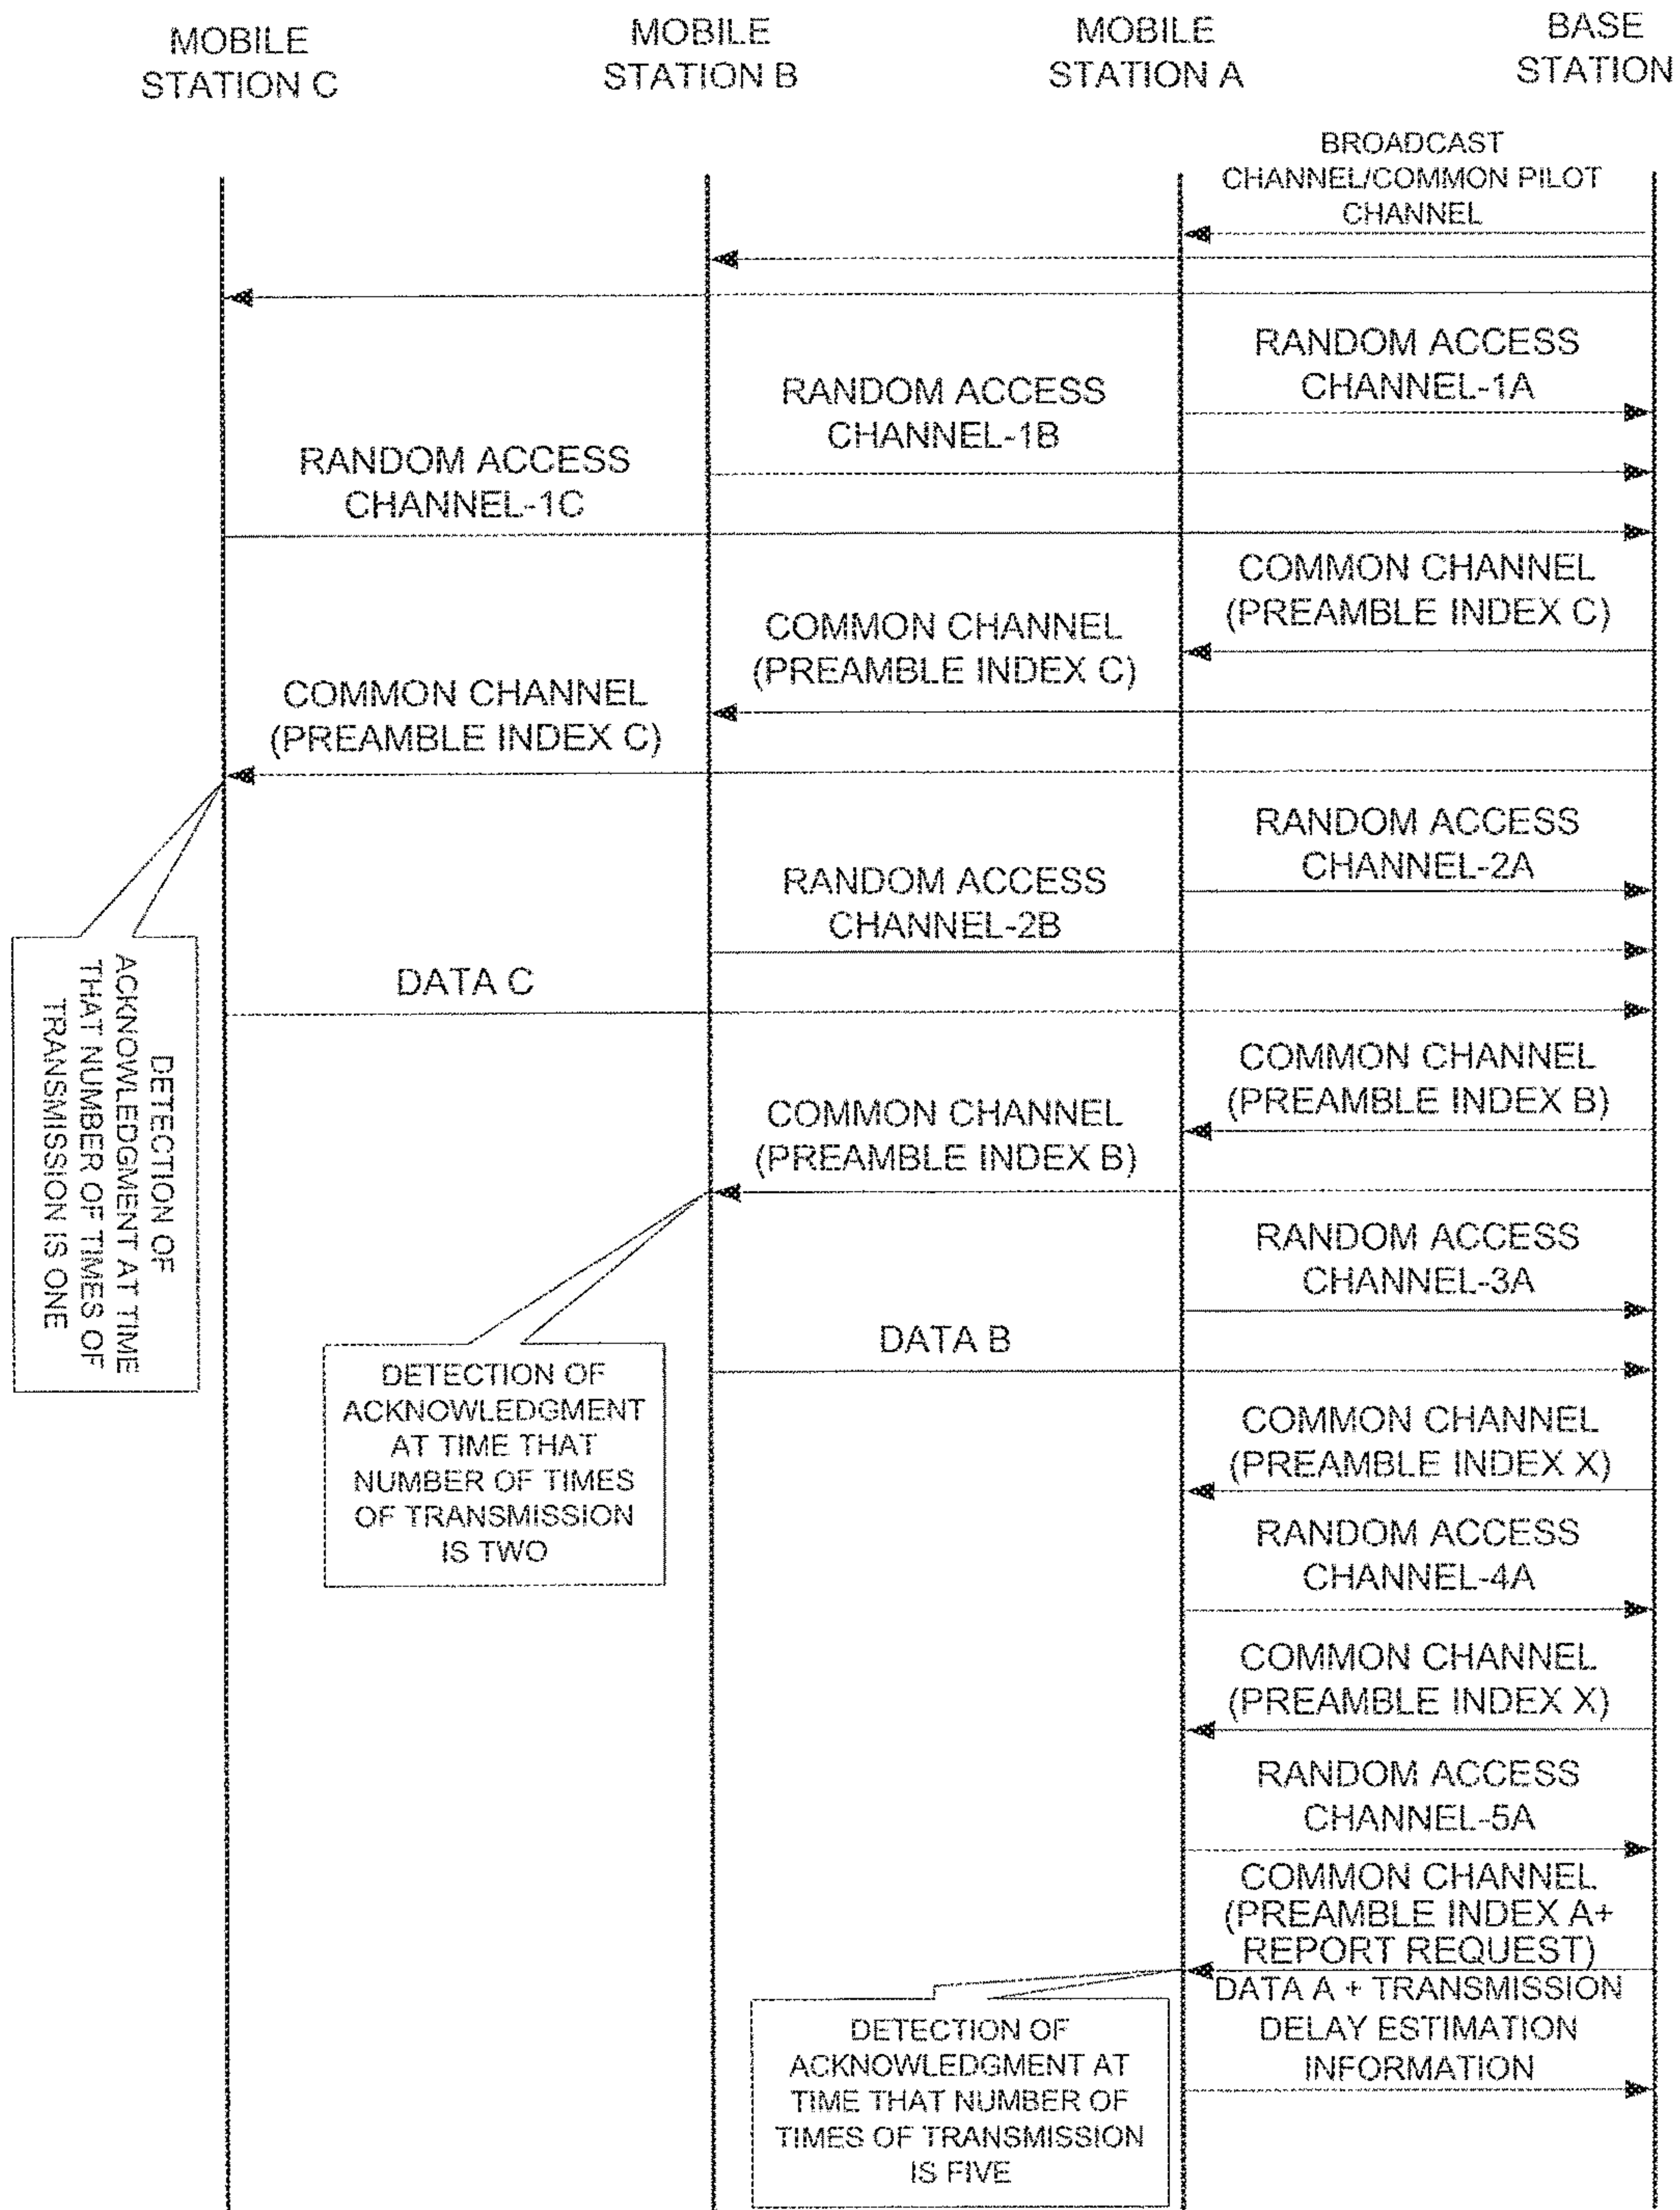 MOBILE
STATION C
MOBILE
STATION B
MOBILE
STATION A
BASE
STATION
BROADCAST
CHANNEL/COMMON PILOT
CHANNEL
RANDOM ACCESS
CHANNEL-1A
RANDOM ACCESS
CHANNEL-1B
RANDOM ACCESS
CHANNEL-1C
COMMON CHANNEL
(PREAMBLE INDEX C)
COMMON CHANNEL
(PREAMBLE INDEX C)
COMMON CHANNEL
(PREAMBLE INDEX C)
RANDOM ACCESS
CHANNEL-2A
RANDOM ACCESS
CHANNEL-2B
DATA C
DETECTION OF
ACKNOWLEDGMENT AT TIME
THAT NUMBER OF TIMES OF
TRANSMISSION IS ONE
COMMON CHANNEL
(PREAMBLE INDEX B)
COMMON CHANNEL
(PREAMBLE INDEX B)
RANDOM ACCESS
CHANNEL-3A
DATA B
DETECTION OF
ACKNOWLEDGMENT
AT TIME THAT
NUMBER OF TIMES
OF TRANSMISSION
IS TWO
COMMON CHANNEL
(PREAMBLE INDEX X)
RANDOM ACCESS
CHANNEL-4A
COMMON CHANNEL
(PREAMBLE INDEX X)
RANDOM ACCESS
CHANNEL-5A
COMMON CHANNEL
(PREAMBLE INDEX A+
REPORT REQUEST)
DATA A + TRANSMISSION
DELAY ESTIMATION
INFORMATION
DETECTION OF
ACKNOWLEDGMENT AT
TIME THAT NUMBER OF
TIMES OF TRANSMISSION
IS FIVE